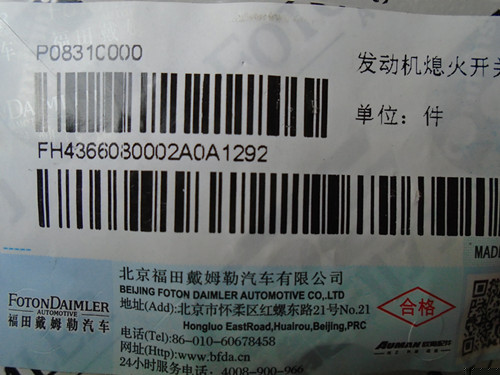 P0831C000
发动机熄火开关
单位: 件
FH4366080002A0A1292
MADE
FOTONDAIMLER
AUTOMOTIVE
福田戴姆勒汽车
北京福田戴姆勒汽车有限公司
BEIJING FOTON DAIMLER AUTOMOTIVE CO.,LTD
地址(Add):北京市怀柔区红螺东路21号No.21
Hongluo EastRoad,Huairou,Beijing,PRC
电话(Tel):86-010-60678458
网址(Http):www.bfda.cn
24小时服务电话: 4008-900-966
合格
AUMAN